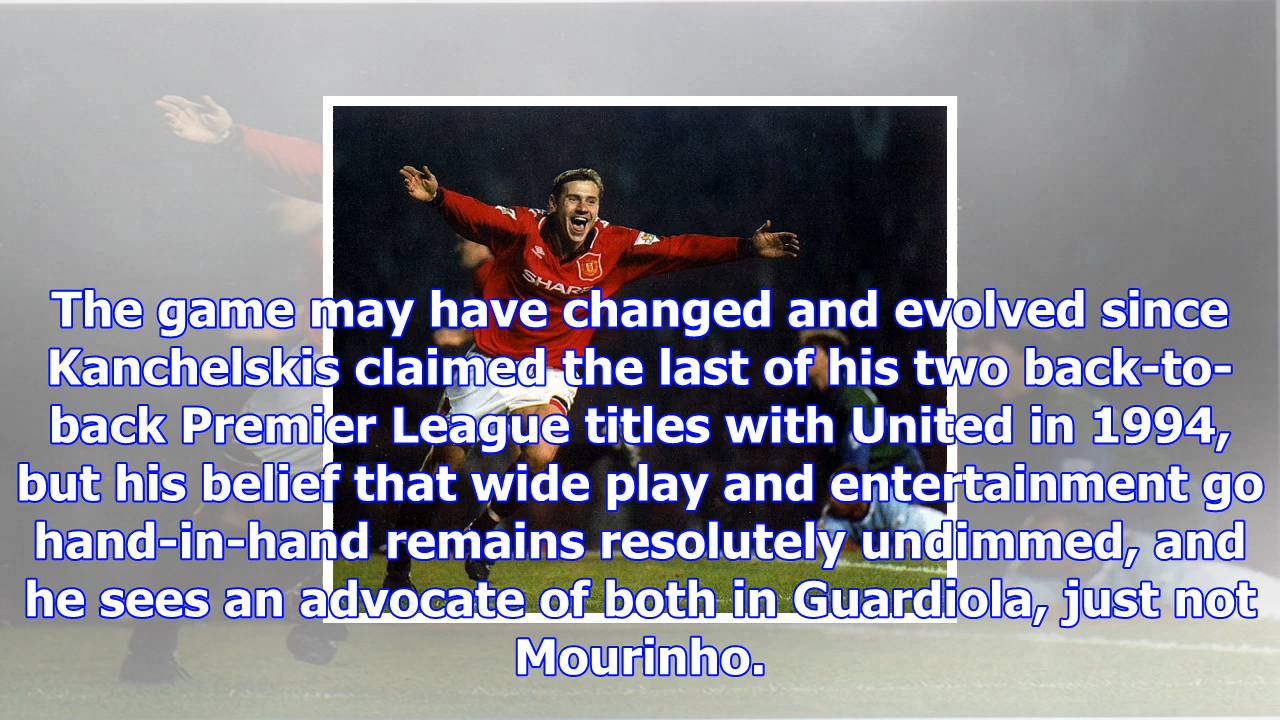 SHARP
The game may have changed and evolved since
Kanchelskis claimed the last of his two back-to-
back Premier League titles with United in 1994,
but his belief that wide play and entertainment go
hand-in-hand remains resolutely undimmed, and
he sees an advocate of both in Guardiola, just not
Mourinho.